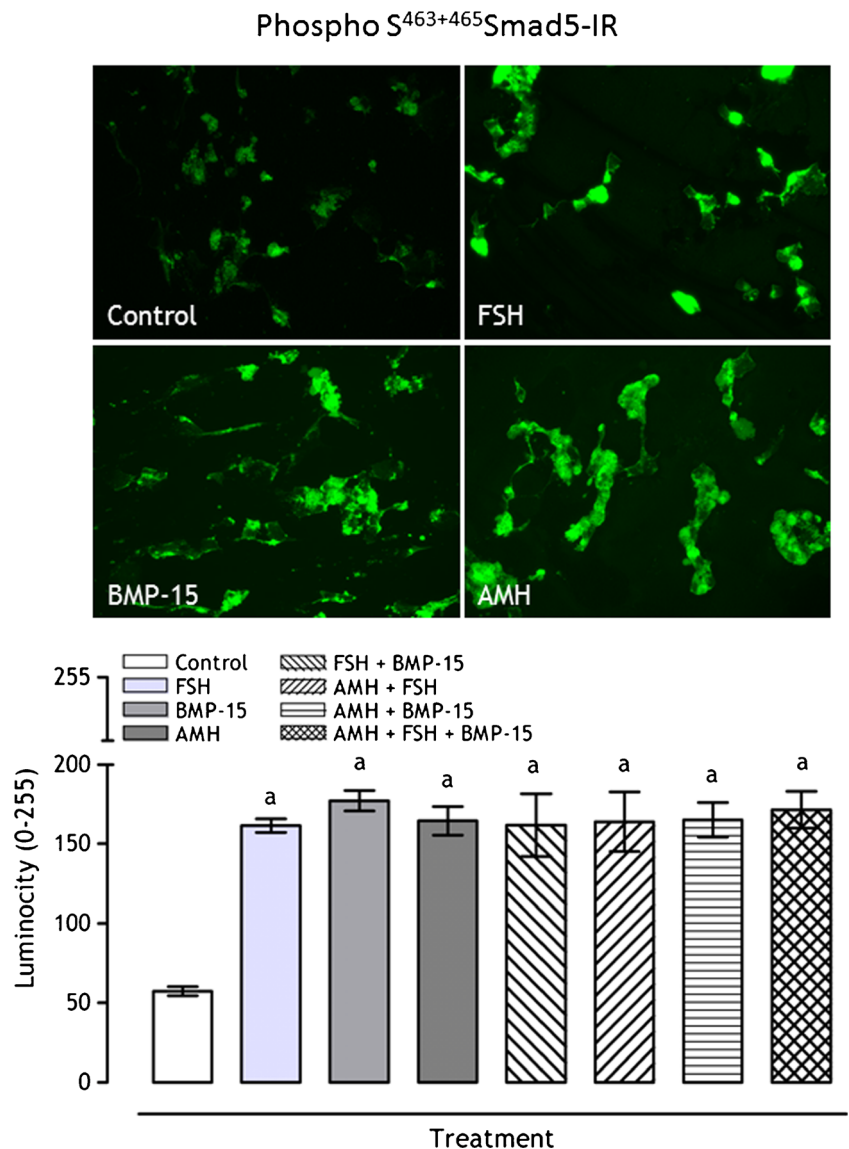 Phospho S463+465Smad5-IR
Control
FSH
BMP-15
AMH
Control
FSH
BMP-15
AMH
FSH + BMP-15
AMH + FSH
AMH + BMP-15
AMH + FSH + BMP-15
255
200
150
100
50
0
Luminocity (0-255)
a
a
a
a
a
a
a
Treatment